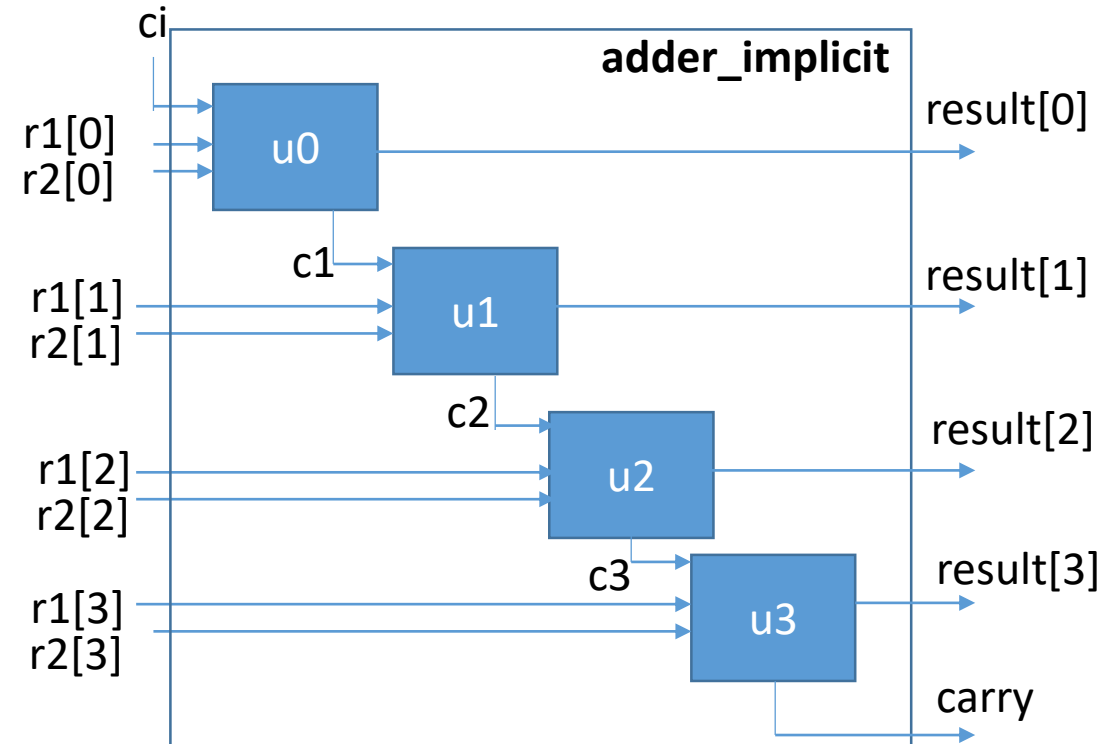 ci
adder_implicit
r1[0]
r2[0]
u0
result[0]
c1
r1[1]
r2[1]
u1
result[1]
c2
r1[2]
r2[2]
u2
result[2]
c3
r1[3]
r2[3]
u3
result[3]
carry